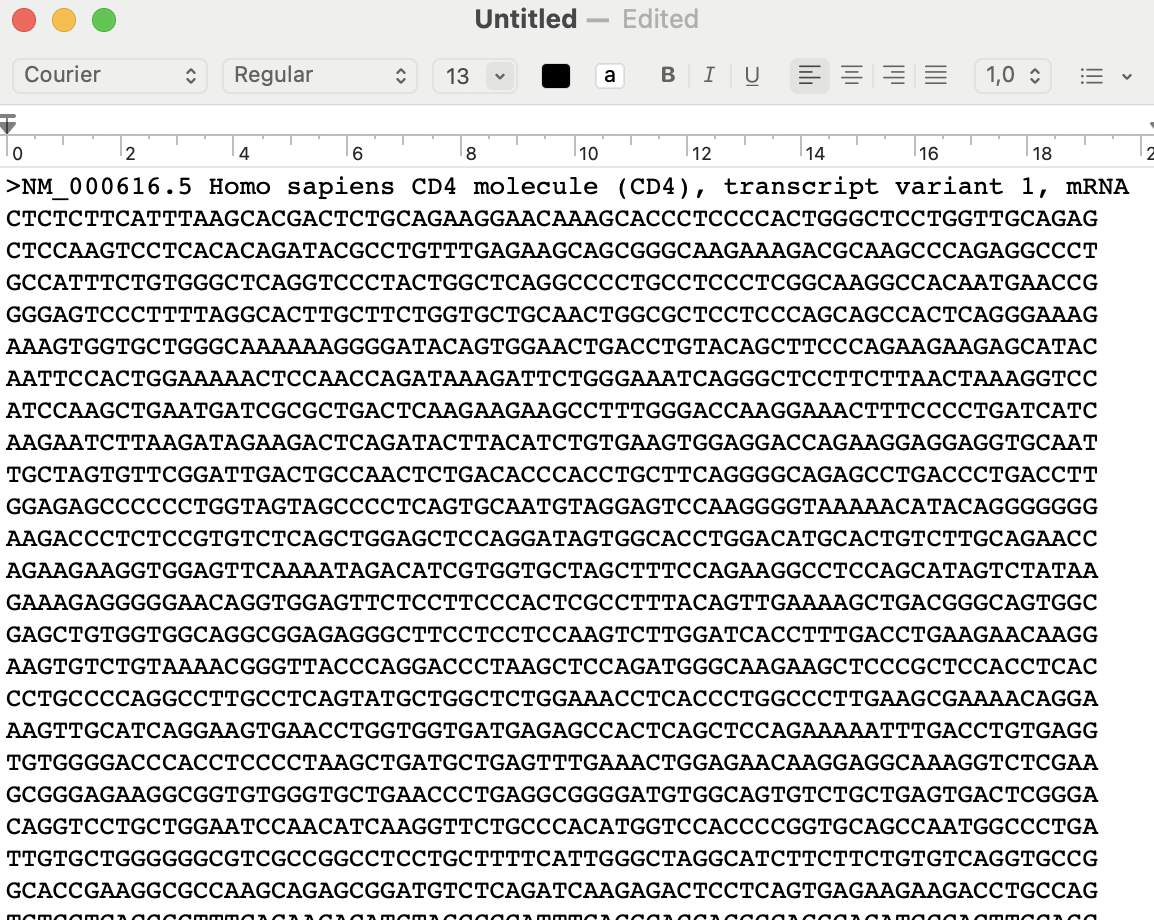 Untitled — Edited
Courier Regular 13 a B I U 1,0
0 2 4 6 8 10 12 14 16 18 2
>NM_000616.5 Homo sapiens CD4 molecule (CD4), transcript variant 1, mRNA
CTCTCTTCATTTAAGCACGACTCTGCAGAAGGAACAAAGCACCCTCCCCACTGGGCTCCTGGTTGCAGAG
CTCCAAGTCCTCACACAGATACGCCTGTTTGAGAAGCAGCGGGCAAGAAAGACGCAAGCCCAGAGGCCCT
GCCATTTCTGTGGGCTCAGGTCCCTACTGGCTCAGGCCCCTGCCTCCCTCGGCAAGGCCACAATGAACCG
GGGAGTCCCTTTTAGGCACTTGCTTCTGGTGCTGCAACTGGCGCTCCTCCCAGCAGCCACTCAGGGAAAG
AAAGTGGTGCTGGGCAAAAAAGGGGATACAGTGGAACTGACCTGTACAGCTTCCCAGAAGAAGAGCATAC
AATTCCACTGGAAAAACTCCAACCAGATAAAGATTCTGGGAAATCAGGGCTCCTTCTTAACTAAAGGTCC
ATCCAAGCTGAATGATCGCGCTGACTCAAGAAGAAGCCTTTGGGACCAAGGAAACTTTCCCCTGATCATC
AAGAATCTTAAGATAGAAGACTCAGATACTTACATCTGTGAAGTGGAGGACCAGAAGGAGGAGGTGCAAT
TGCTAGTGTTCGGATTGACTGCCAACTCTGACACCCACCTGCTTCAGGGGCAGAGCCTGACCCTGACCTT
GGAGAGCCCCCCTGGTAGTAGCCCCTCAGTGCAATGTAGGAGTCCAAGGGGTAAAAACATACAGGGGGGG
AAGACCCTCTCCGTGTCTCAGCTGGAGCTCCAGGATAGTGGCACCTGGACATGCACTGTCTTGCAGAACC
AGAAGAAGGTGGAGTTCAAAATAGACATCGTGGTGCTAGCTTTCCAGAAGGCCTCCAGCATAGTCTATAA
GAAAGAGGGGGAACAGGTGGAGTTCTCCTTCCCACTCGCCTTTACAGTTGAAAAGCTGACGGGCAGTGGC
GAGCTGTGGTGGCAGGCGGAGAGGGCTTCCTCCTCCAAGTCTTGGATCACCTTTGACCTGAAGAACAAGG
AAGTGTCTGTAAAACGGGTTACCCAGGACCCTAAGCTCCAGATGGGCAAGAAGCTCCCGCTCCACCTCAC
CCTGCCCCAGGCCTTGCCTCAGTATGCTGGCTCTGGAAACCTCACCCTGGCCCTTGAAGCGAAAACAGGA
AAGTTGCATCAGGAAGTGAACCTGGTGGTGATGAGAGCCACTCAGCTCCAGAAAAATTTGACCTGTGAGG
TGTGGGGACCCACCTCCCCTAAGCTGATGCTGAGTTTGAAACTGGAGAACAAGGAGGCAAAGGTCTCGAA
GCGGGAGAAGGCGGTGTGGGTGCTGAACCCTGAGGCGGGGATGTGGCAGTGTCTGCTGAGTGACTCGGGA
CAGGTCCTGCTGGAATCCAACATCAAGGTTCTGCCCACATGGTCCACCCCGGTGCAGCCAATGGCCCTGA
TTGTGCTGGGGGGCGTCGCCGGCCTCCTGCTTTTCATTGGGCTAGGCATCTTCTTCTGTGTCAGGTGCCG
GCACCGAAGGCGCCAAGCAGAGCGGATGTCTCAGATCAAGAGACTCCTCAGTGAGAAGAAGACCTGCCAG